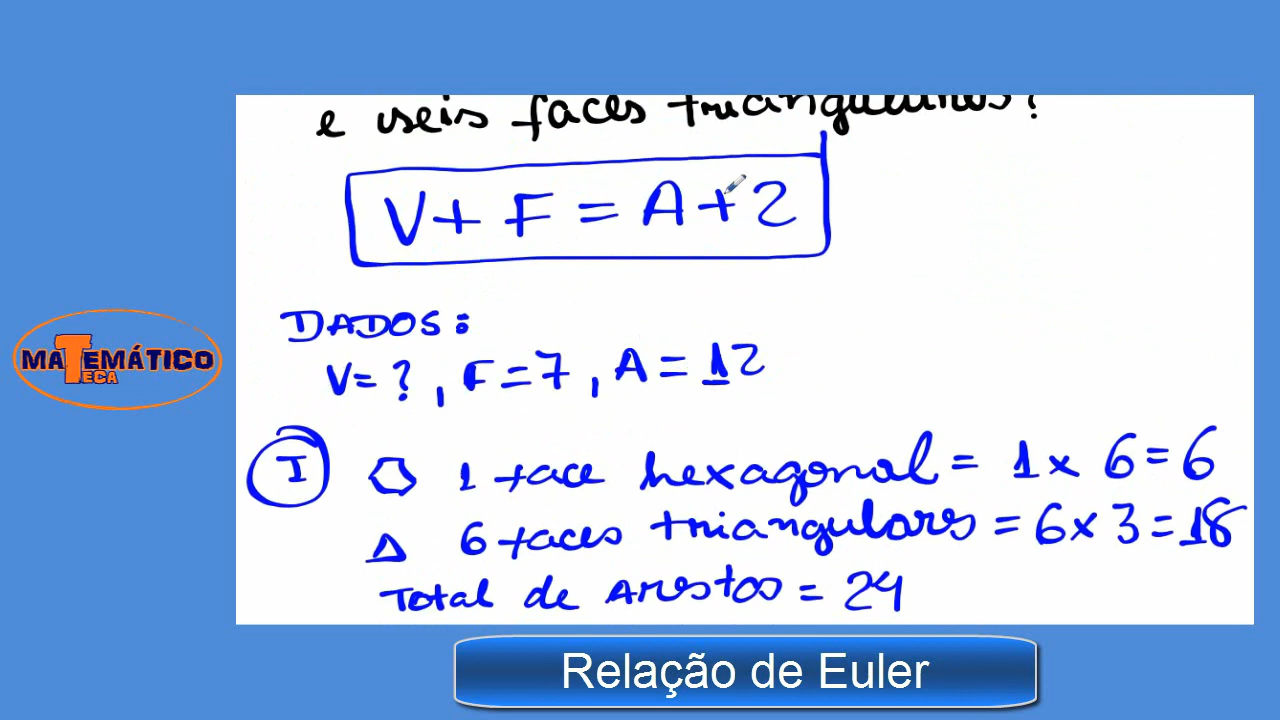 e seis faces triangulares?
V + F = A + 2
DADOS:
V = ? , F = 7 , A = 12
MATEMÁTICO
TECA
I 1 face hexagonal = 1 x 6 = 6
6 faces triangulares = 6 x 3 = 18
Total de Arestas = 24
Relação de Euler